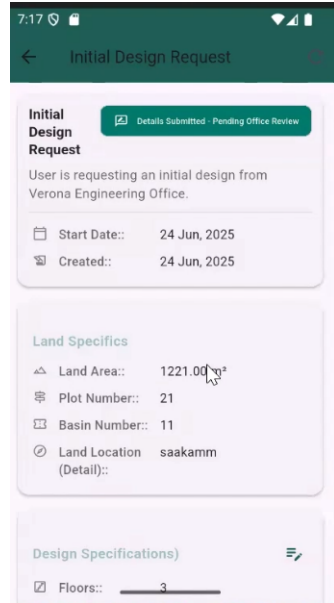 7:17
Initial Design Request
Initial
Design
Request
Details Submitted - Pending Office Review
User is requesting an initial design from
Verona Engineering Office.
Start Date:: 24 Jun, 2025
Created:: 24 Jun, 2025
Land Specifics
Land Area:: 1221.00 m²
Plot Number:: 21
Basin Number:: 11
Land Location saakamm
(Detail)::
Design Specifications)
Floors:: 3